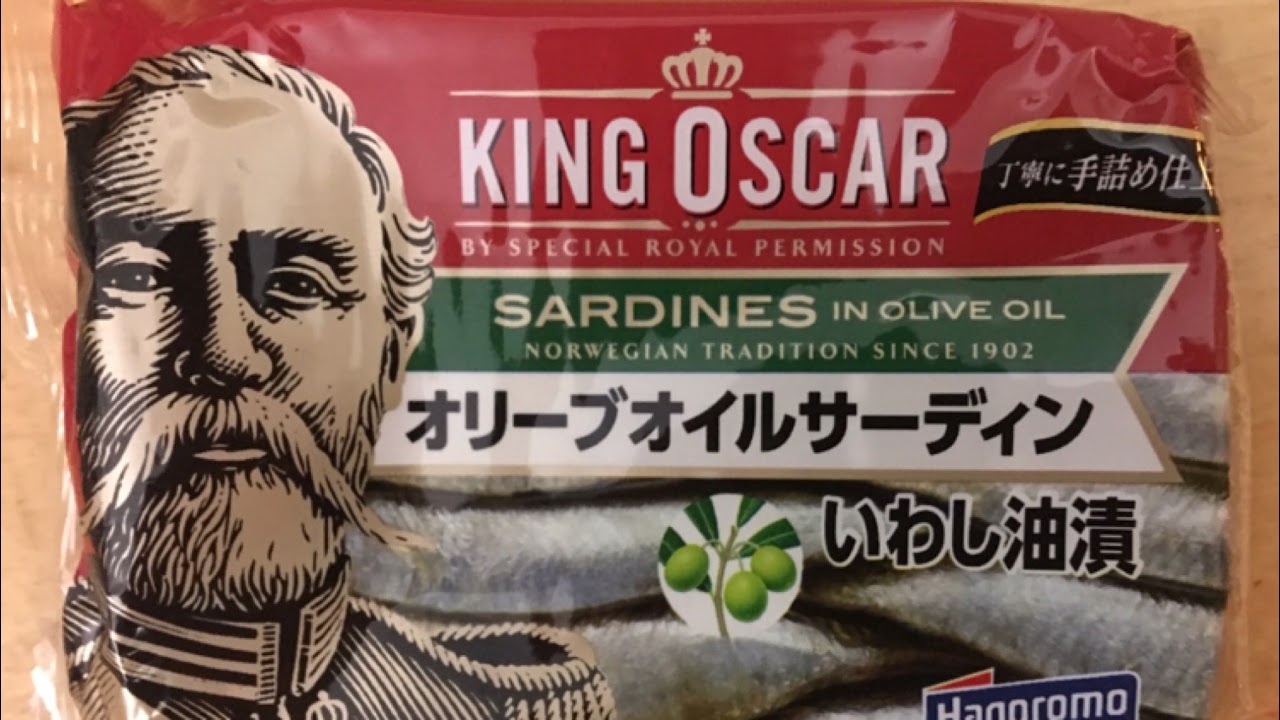 KING OSCAR
BY SPECIAL ROYAL PERMISSION
丁寧に手詰め仕上
SARDINES IN OLIVE OIL
NORWEGIAN TRADITION SINCE 1902
オリーブオイルサーディン
いわし油漬
Hagoromo